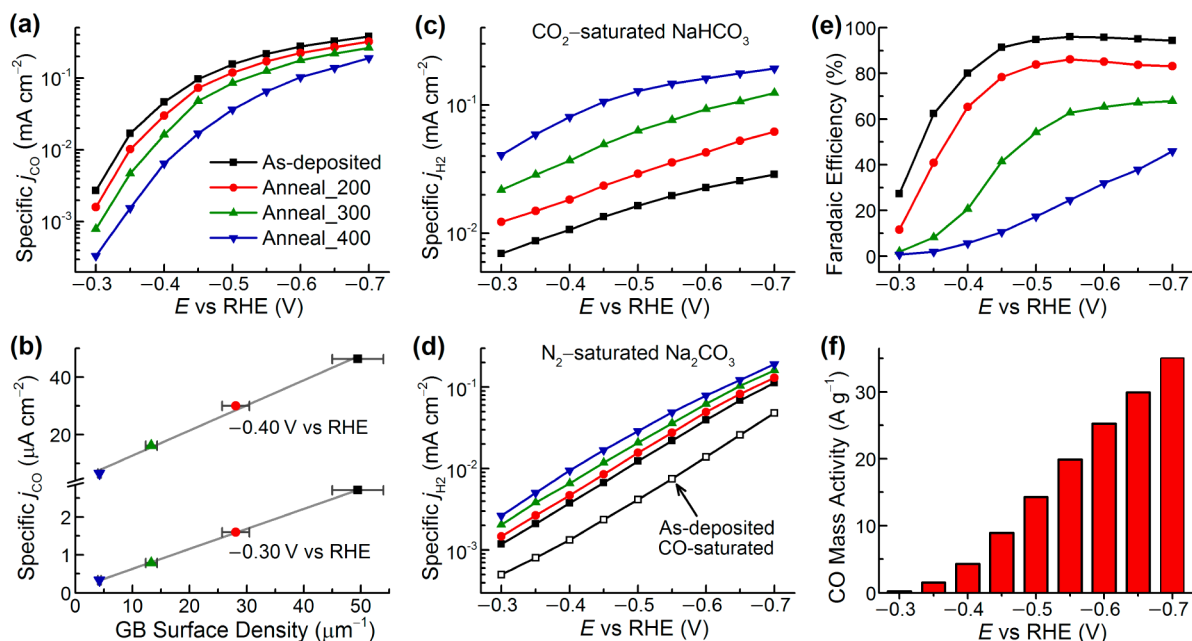 (a)
Specific j_CO (mA cm⁻²)
10⁻¹
10⁻²
10⁻³
As-deposited
Anneal_200
Anneal_300
Anneal_400
−0.3 −0.4 −0.5 −0.6 −0.7
E vs RHE (V)
(b)
Specific j_CO (μA cm⁻²)
40
20
2
1
0
−0.40 V vs RHE
−0.30 V vs RHE
0 10 20 30 40 50
GB Surface Density (μm⁻¹)
(c)
CO₂−saturated NaHCO₃
Specific j_H2 (mA cm⁻²)
10⁻¹
10⁻²
−0.3 −0.4 −0.5 −0.6 −0.7
E vs RHE (V)
(d)
N₂−saturated Na₂CO₃
Specific j_H2 (mA cm⁻²)
10⁻¹
10⁻²
10⁻³
As-deposited
CO-saturated
−0.3 −0.4 −0.5 −0.6 −0.7
E vs RHE (V)
(e)
Faradaic Efficiency (%)
100
80
60
40
20
0
−0.3 −0.4 −0.5 −0.6 −0.7
E vs RHE (V)
(f)
CO Mass Activity (A g⁻¹)
30
20
10
0
−0.3 −0.4 −0.5 −0.6 −0.7
E vs RHE (V)